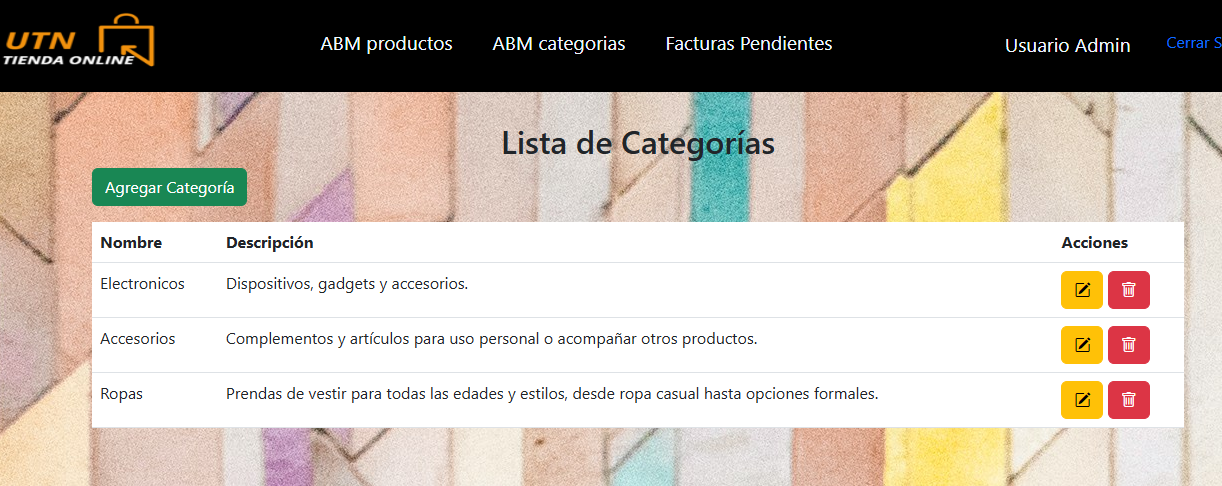 UTN
TIENDA ONLINE
ABM productos ABM categorias Facturas Pendientes Usuario Admin Cerrar S
Lista de Categorías
Agregar Categoría
Nombre Descripción Acciones
Electronicos Dispositivos, gadgets y accesorios.
Accesorios Complementos y artículos para uso personal o acompañar otros productos.
Ropas Prendas de vestir para todas las edades y estilos, desde ropa casual hasta opciones formales.